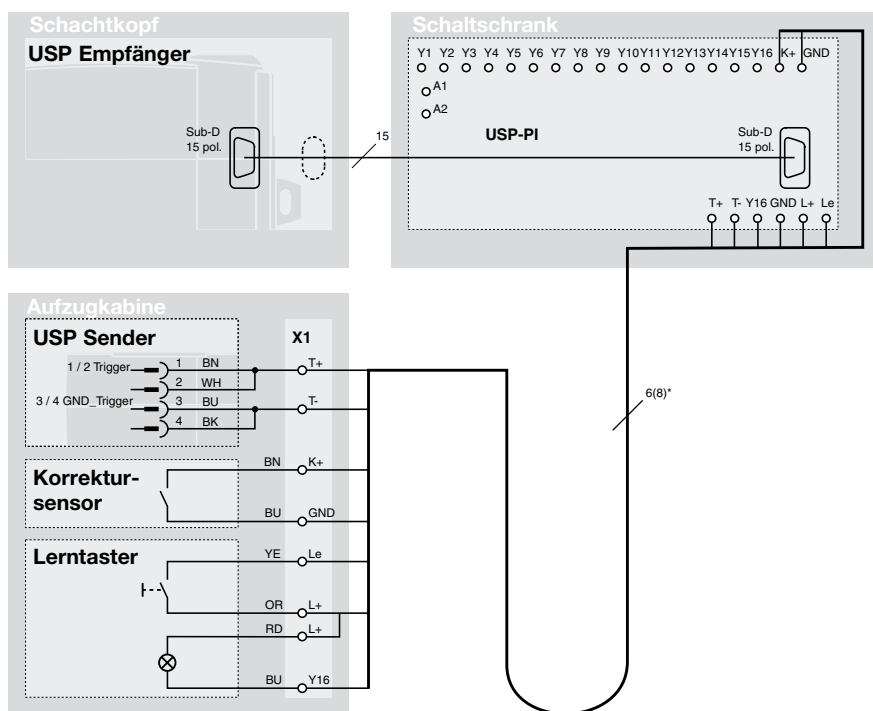 Schachtkopf
USP Empfänger
Sub-D
15 pol.
15
Schaltschrank
Y1 Y2 Y3 Y4 Y5 Y6 Y7 Y8 Y9 Y10 Y11 Y12 Y13 Y14 Y15 Y16 K+ GND
A1
A2
USP-PI
Sub-D
15 pol.
T+ T- Y16 GND L+ Le
Aufzugkabine
USP Sender
X1
1 / 2 Trigger 1 BN T+
2 WH
3 / 4 GND_Trigger 3 BU T-
4 BK
6(8)*
Korrektur-
sensor
BN K+
BU GND
Lerntaster
YE Le
OR L+
RD L+
BU Y16